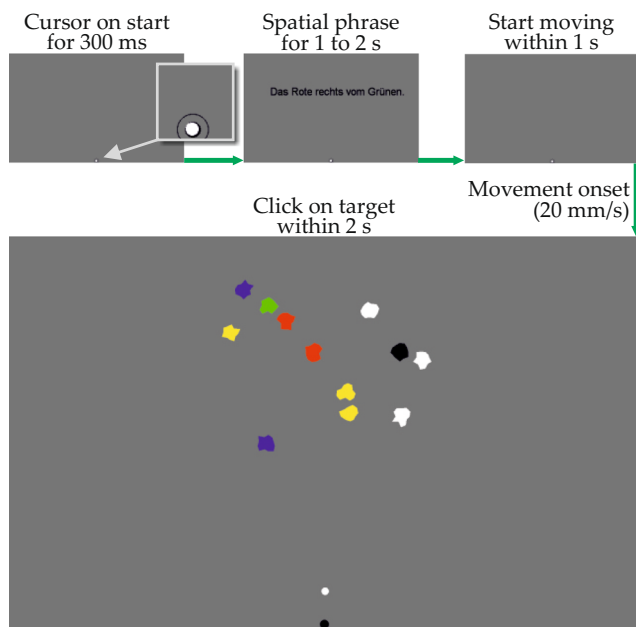 Cursor on start
for 300 ms
Spatial phrase
for 1 to 2 s
Start moving
within 1 s
Das Rote rechts vom Grünen.
Movement onset
(20 mm/s)
Click on target
within 2 s